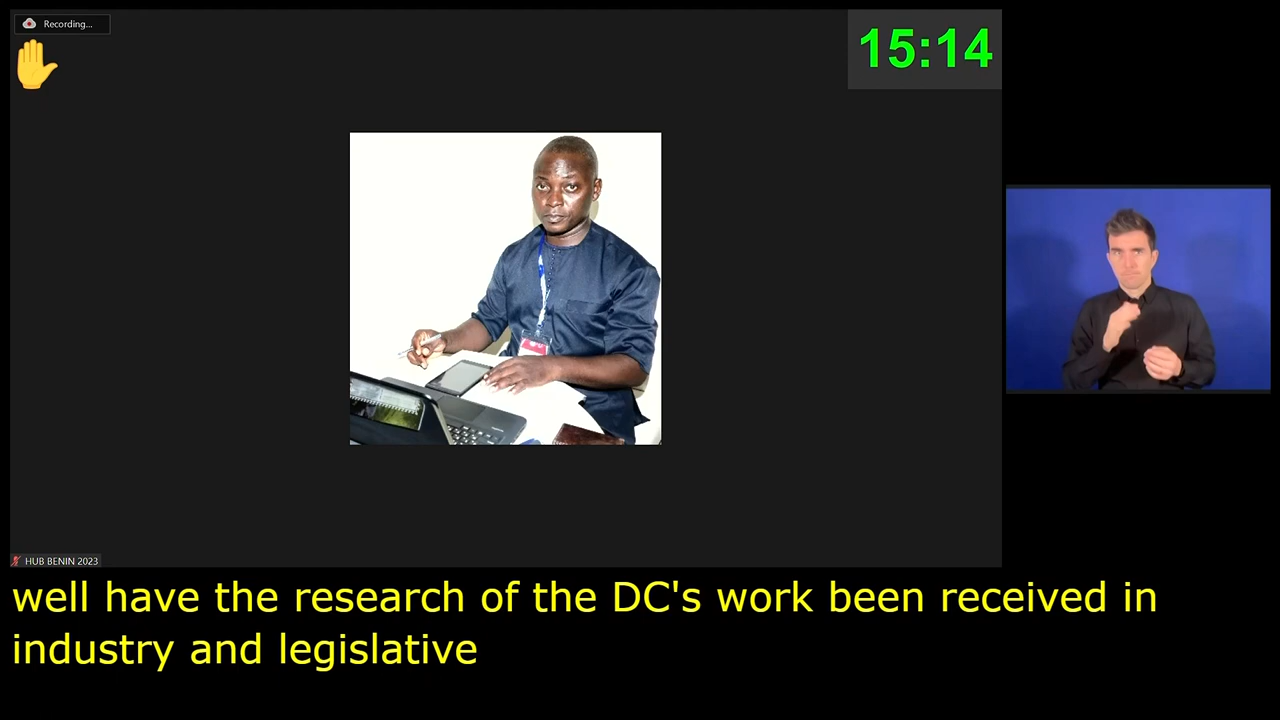 Recording...
15:14
HUB BENIN 2023
well have the research of the DC's work been received in
industry and legislative